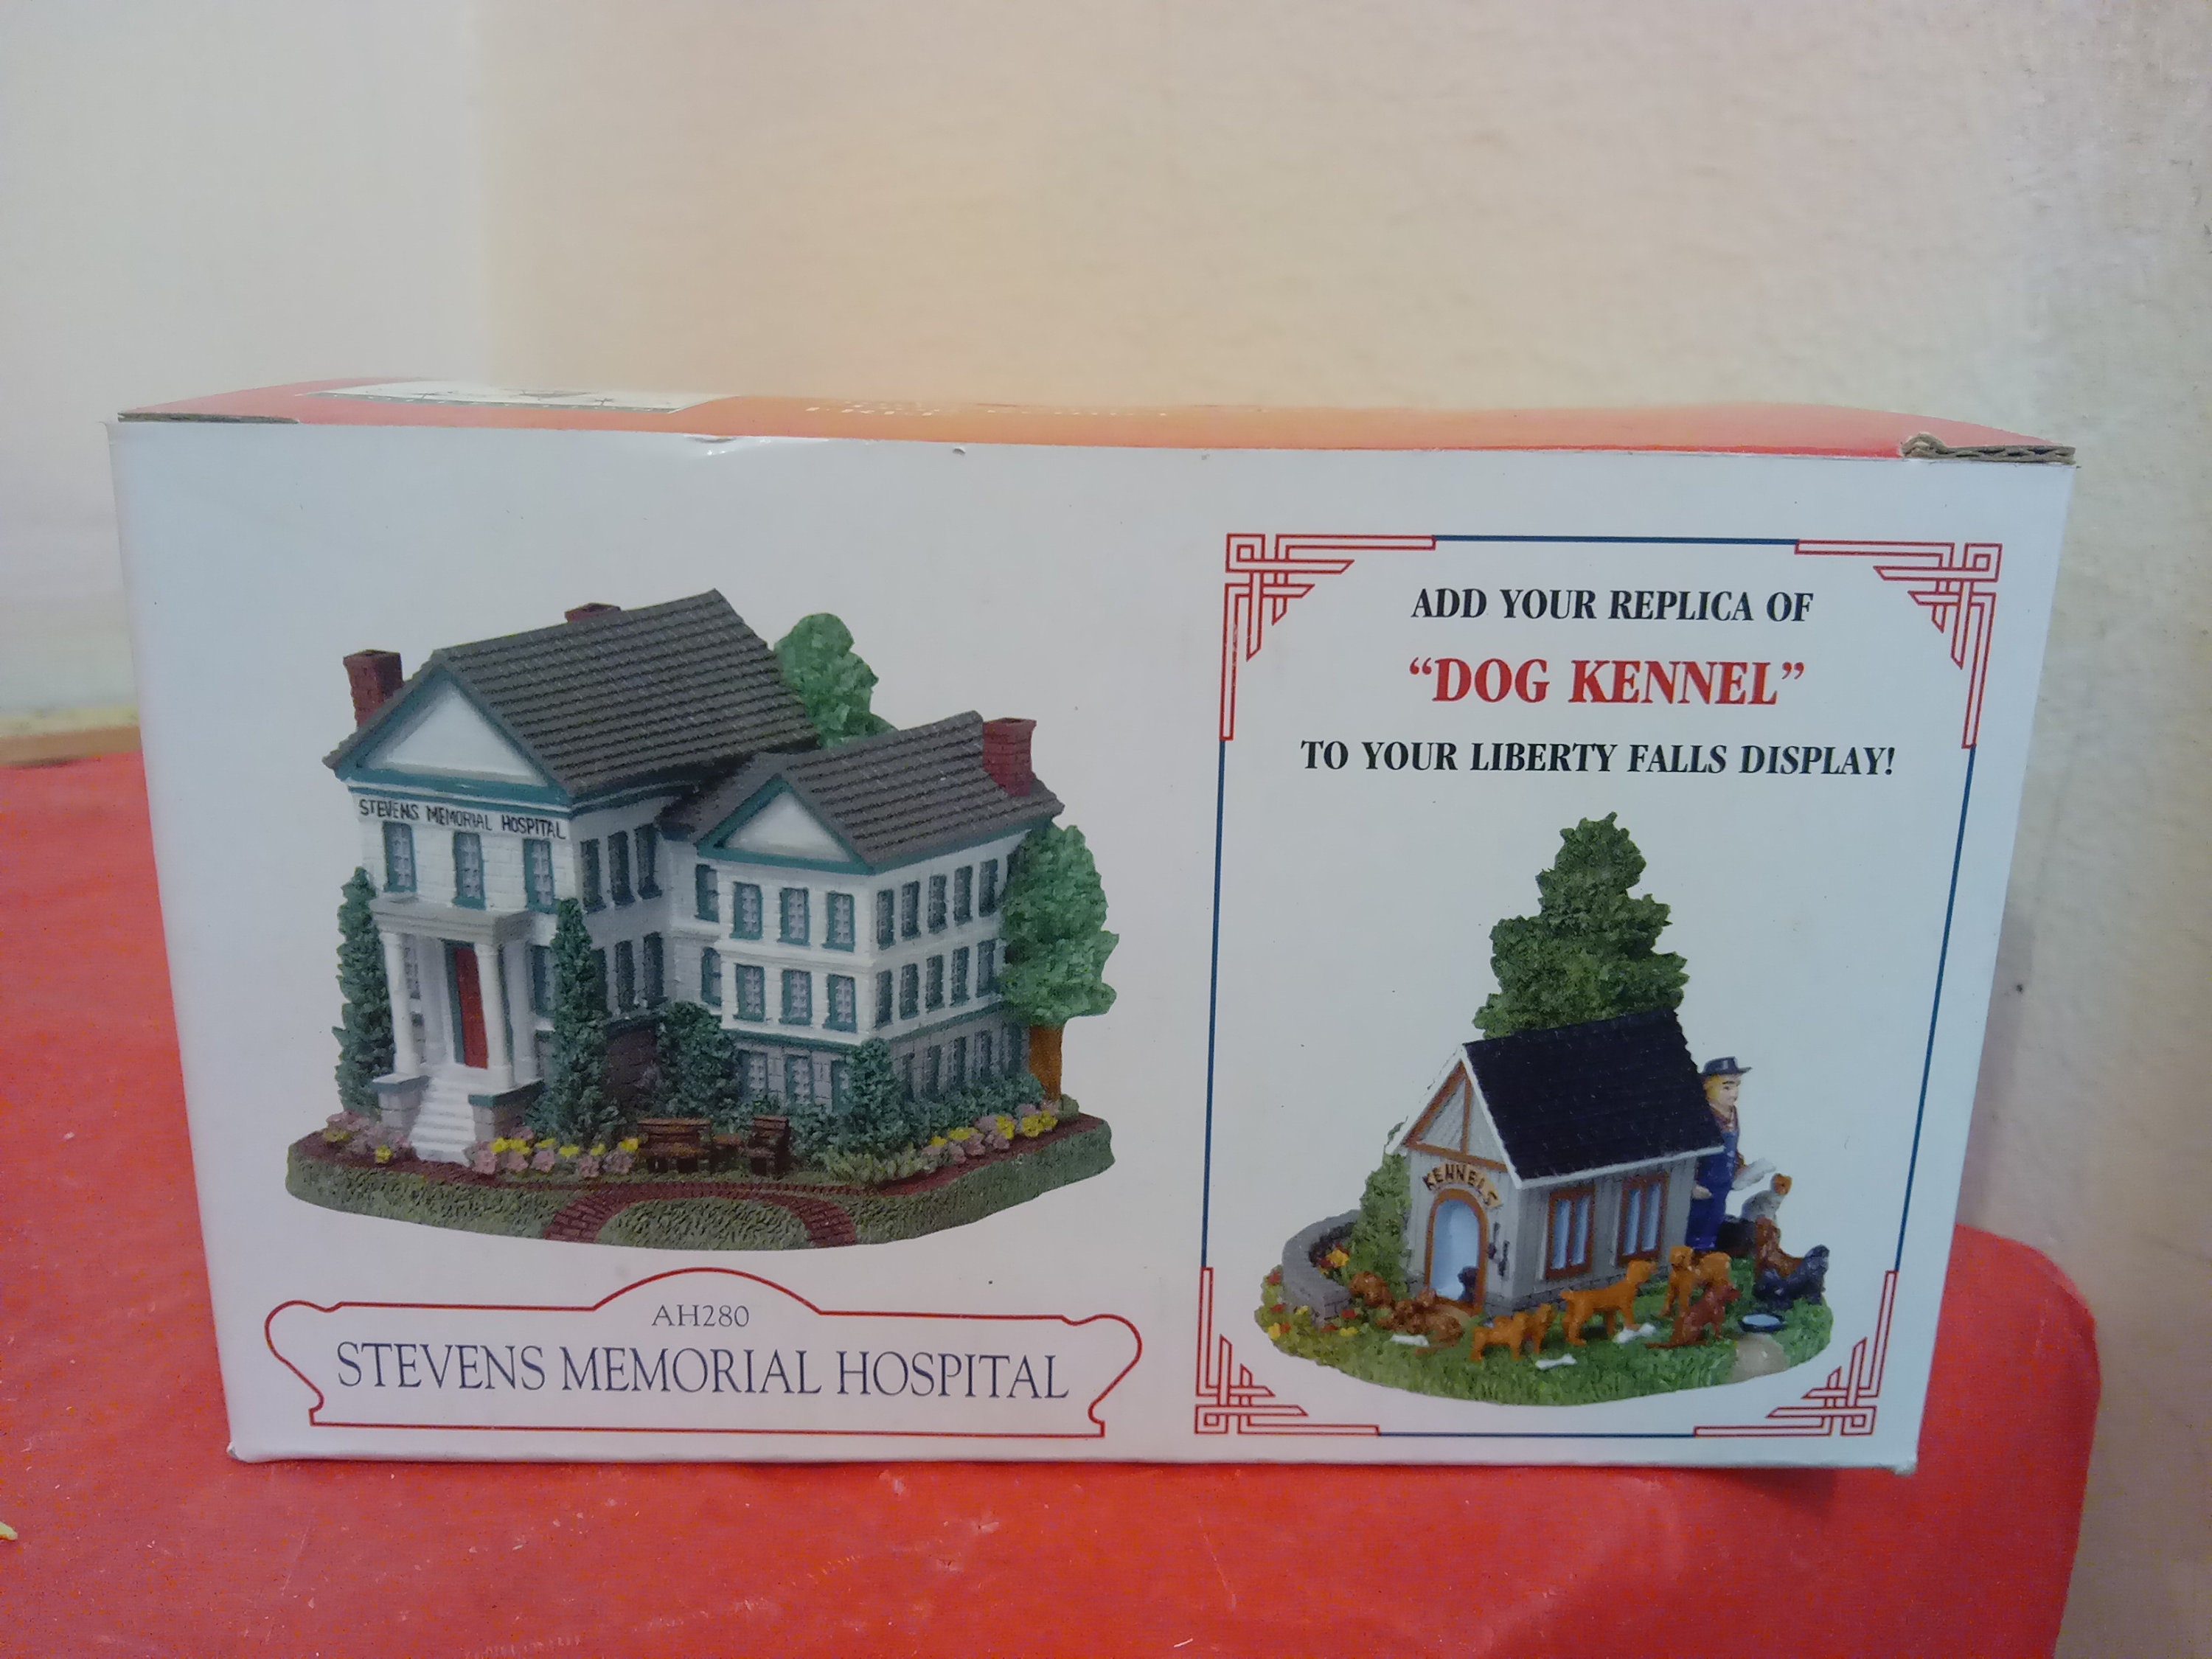 STEVENS MEMORIAL HOSPITAL
AH280
STEVENS MEMORIAL HOSPITAL
ADD YOUR REPLICA OF
“DOG KENNEL”
TO YOUR LIBERTY FALLS DISPLAY!
KENNELS